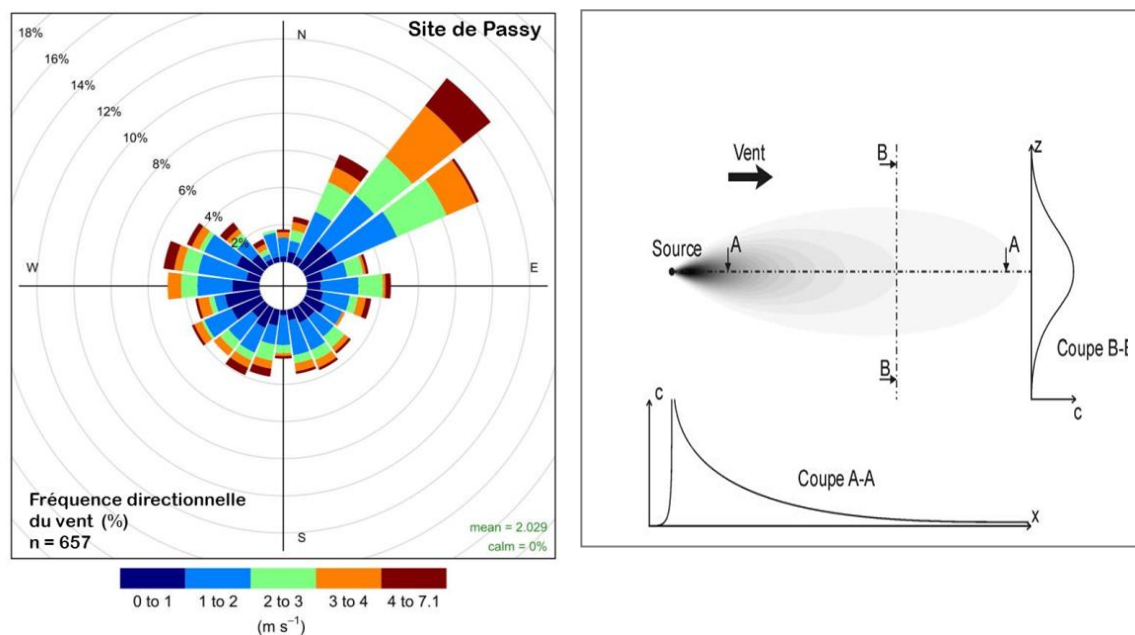 Site de Passy
N
18%
16%
14%
12%
10%
8%
6%
4%
2%
W
E
S
Fréquence directionnelle
du vent (%)
n = 657
mean = 2.029
calm = 0%
0 to 1 1 to 2 2 to 3 3 to 4 4 to 7.1
(m s⁻¹)
Vent
B
z
Source
A
A
B
Coupe B-B
c
c
Coupe A-A
x